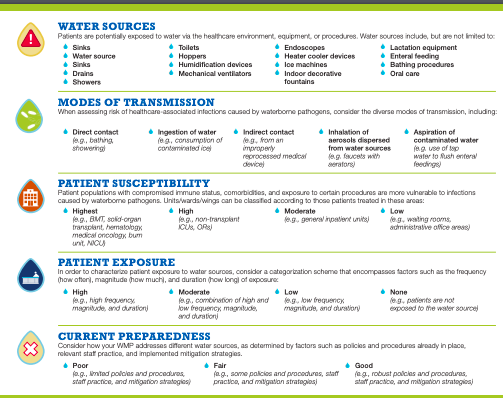 WATER SOURCES
Patients are potentially exposed to water via the healthcare environment, equipment, or procedures. Water sources include, but are not limited to:
Sinks
Water source
Sinks
Drains
Showers
Toilets
Hoppers
Humidification devices
Mechanical ventilators
Endoscopes
Heater cooler devices
Ice machines
Indoor decorative
fountains
Lactation equipment
Enteral feeding
Bathing procedures
Oral care
MODES OF TRANSMISSION
When assessing risk of healthcare-associated infections caused by waterborne pathogens, consider the diverse modes of transmission, including:
Direct contact
(e.g., bathing,
showering)
Ingestion of water
(e.g., consumption of
contaminated ice)
Indirect contact
(e.g., from an
improperly
reprocessed medical
device)
Inhalation of
aerosols dispersed
from water sources
(e.g. faucets with
aerators)
Aspiration of
contaminated water
(e.g. use of tap
water to flush enteral
feedings)
PATIENT SUSCEPTIBILITY
Patient populations with compromised immune status, comorbidities, and exposure to certain procedures are more vulnerable to infections
caused by waterborne pathogens. Units/wards/wings can be classified according to those patients treated in these areas:
Highest
(e.g., BMT, solid-organ
transplant, hematology,
medical oncology, burn
unit, NICU)
High
(e.g., non-transplant
ICUs, ORs)
Moderate
(e.g., general inpatient units)
Low
(e.g., waiting rooms,
administrative office areas)
PATIENT EXPOSURE
In order to characterize patient exposure to water sources, consider a categorization scheme that encompasses factors such as the frequency
(how often), magnitude (how much), and duration (how long) of exposure:
High
(e.g., high frequency,
magnitude, and duration)
Moderate
(e.g., combination of high and
low frequency, magnitude,
and duration)
Low
(e.g., low frequency,
magnitude, and duration)
None
(e.g., patients are not
exposed to the water source)
CURRENT PREPAREDNESS
Consider how your WMP addresses different water sources, as determined by factors such as policies and procedures already in place,
relevant staff practice, and implemented mitigation strategies.
Poor
(e.g., limited policies and procedures,
staff practice, and mitigation strategies)
Fair
(e.g., some policies and procedures, staff
practice, and mitigation strategies)
Good
(e.g., robust policies and procedures,
staff practice, and mitigation strategies)